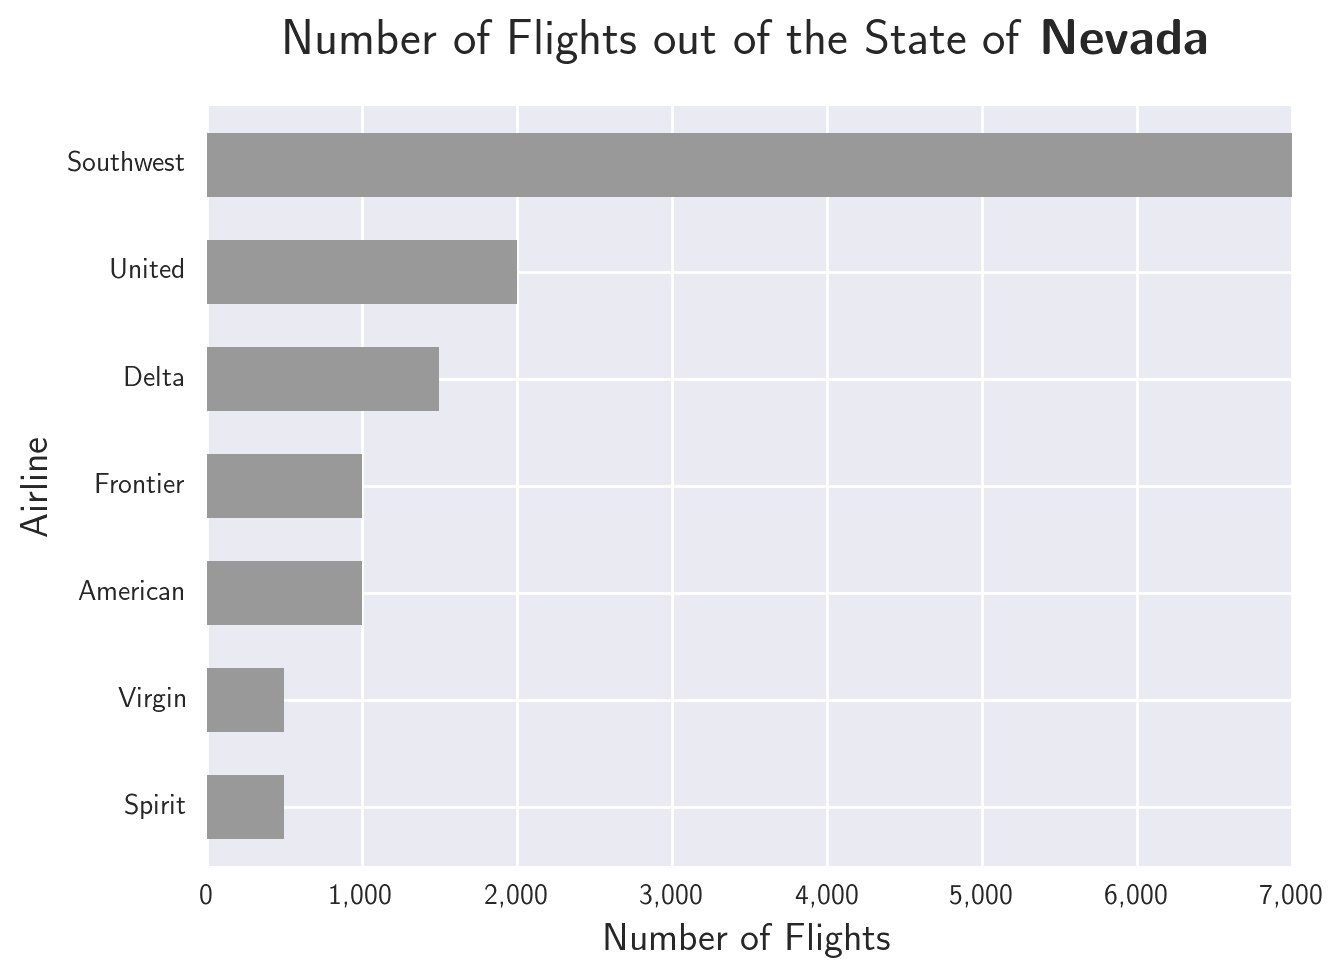 Number of Flights out of the State of Nevada
Southwest
United
Delta
Frontier
American
Virgin
Spirit
Airline
0 1,000 2,000 3,000 4,000 5,000 6,000 7,000
Number of Flights